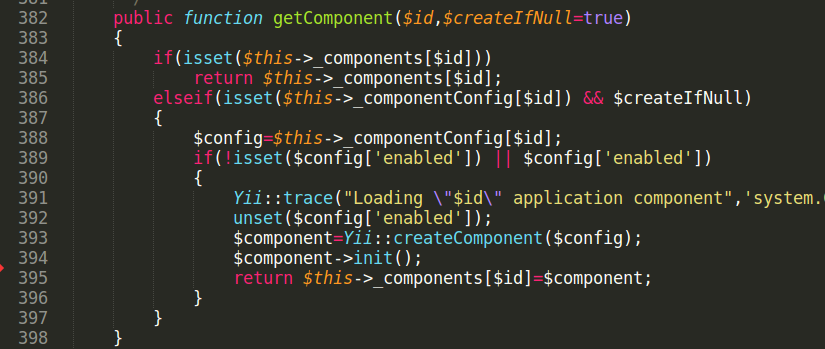 381 */
382 public function getComponent($id,$createIfNull=true)
383 {
384 if(isset($this->_components[$id]))
385 return $this->_components[$id];
386 elseif(isset($this->_componentConfig[$id]) && $createIfNull)
387 {
388 $config=$this->_componentConfig[$id];
389 if(!isset($config['enabled']) || $config['enabled'])
390 {
391 Yii::trace("Loading \"$id\" application component",'system.
392 unset($config['enabled']);
393 $component=Yii::createComponent($config);
394 $component->init();
395 return $this->_components[$id]=$component;
396 }
397 }
398 }